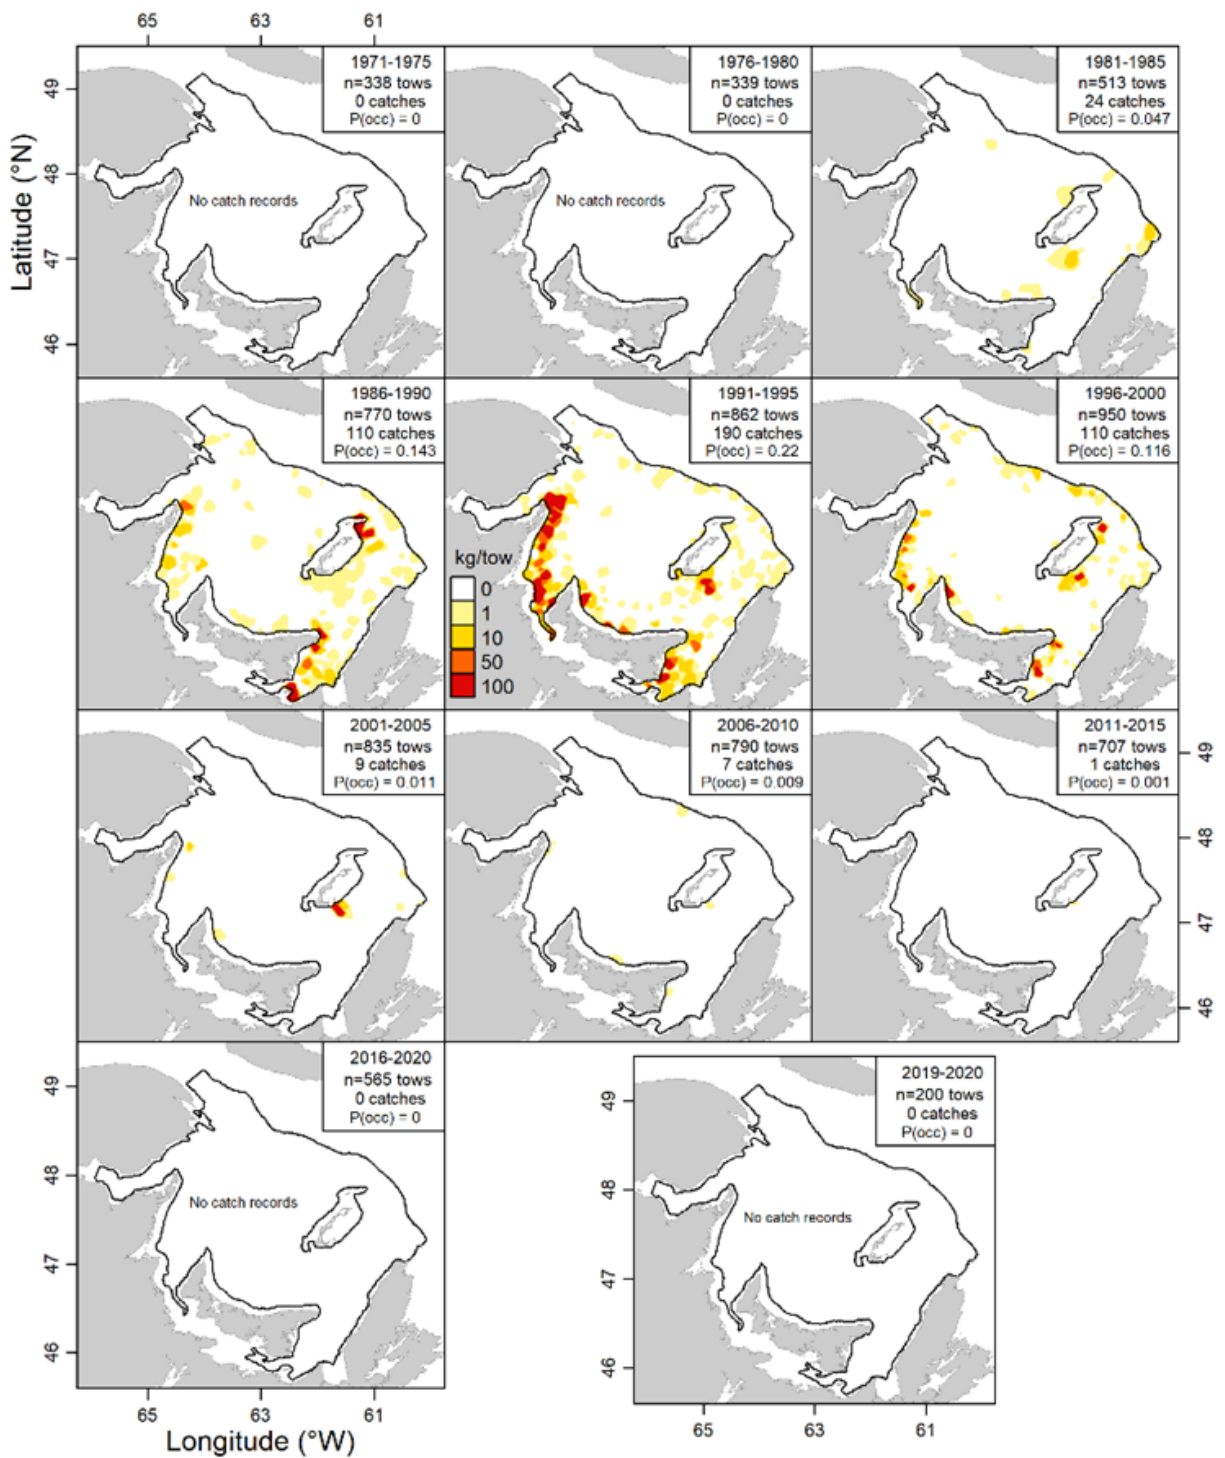 65 63 61
1971-1975
n=338 tows
0 catches
P(occ) = 0
No catch records
1976-1980
n=339 tows
0 catches
P(occ) = 0
No catch records
1981-1985
n=513 tows
24 catches
P(occ) = 0.047
49
48
47
46
Latitude (°N)
1986-1990
n=770 tows
110 catches
P(occ) = 0.143
1991-1995
n=862 tows
190 catches
P(occ) = 0.22
kg/tow
0
1
10
50
100
1996-2000
n=950 tows
110 catches
P(occ) = 0.116
2001-2005
n=835 tows
9 catches
P(occ) = 0.011
2006-2010
n=790 tows
7 catches
P(occ) = 0.009
2011-2015
n=707 tows
1 catches
P(occ) = 0.001
49
48
47
46
2016-2020
n=565 tows
0 catches
P(occ) = 0
No catch records
49
48
47
46
65 63 61
Longitude (°W)
2019-2020
n=200 tows
0 catches
P(occ) = 0
No catch records
49
48
47
46
65 63 61